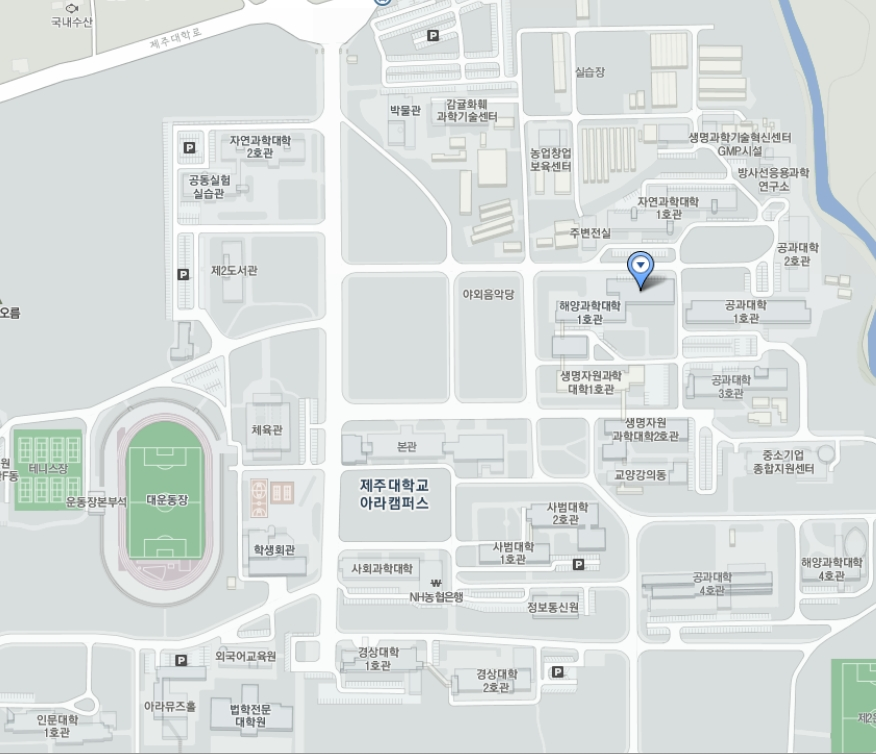 국내수산
제주대학로
P
박물관
감귤화훼
과학기술센터
실습장
P
자연과학대학
2호관
공동실험
실습관
농업창업
보육센터
생명과학기술혁신센터
GMP시설
방사선응용과학
연구소
자연과학대학
1호관
주변전실
공과대학
2호관
P
제2도서관
야외음악당
해양과학대학
1호관
공과대학
1호관
오름
생명자원과학
대학1호관
공과대학
3호관
체육관
본관
생명자원
과학대학2호관
중소기업
종합지원센터
교양강의동
원
F동
테니스장
운동장본부석
대운동장
제주대학교
아라캠퍼스
사범대학
2호관
사범대학
1호관
P
학생회관
사회과학대학
₩
NH농협은행
정보통신원
공과대학
4호관
해양과학대학
4호관
P
외국어교육원
경상대학
1호관
경상대학
2호관
P
아라뮤즈홀
법학전문
대학원
인문대학
1호관
제2운